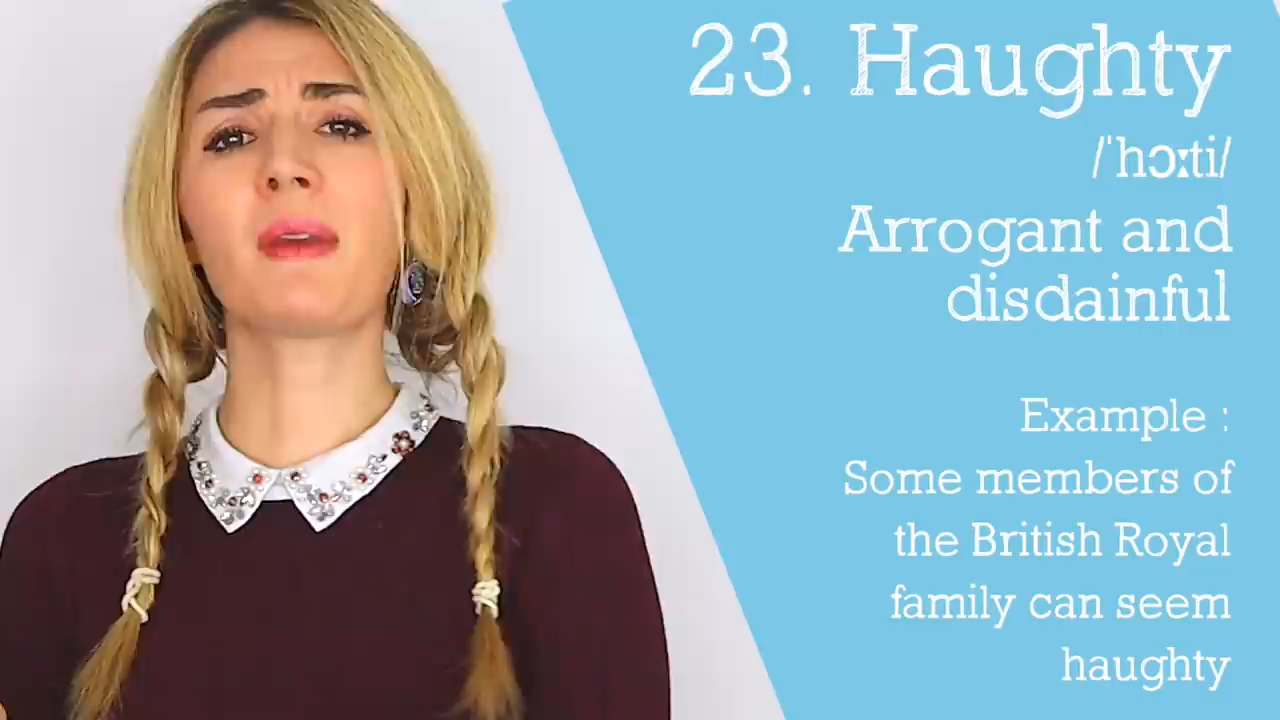 23. Haughty
/ˈhɔːti/
Arrogant and
disdainful
Example :
Some members of
the British Royal
family can seem
haughty